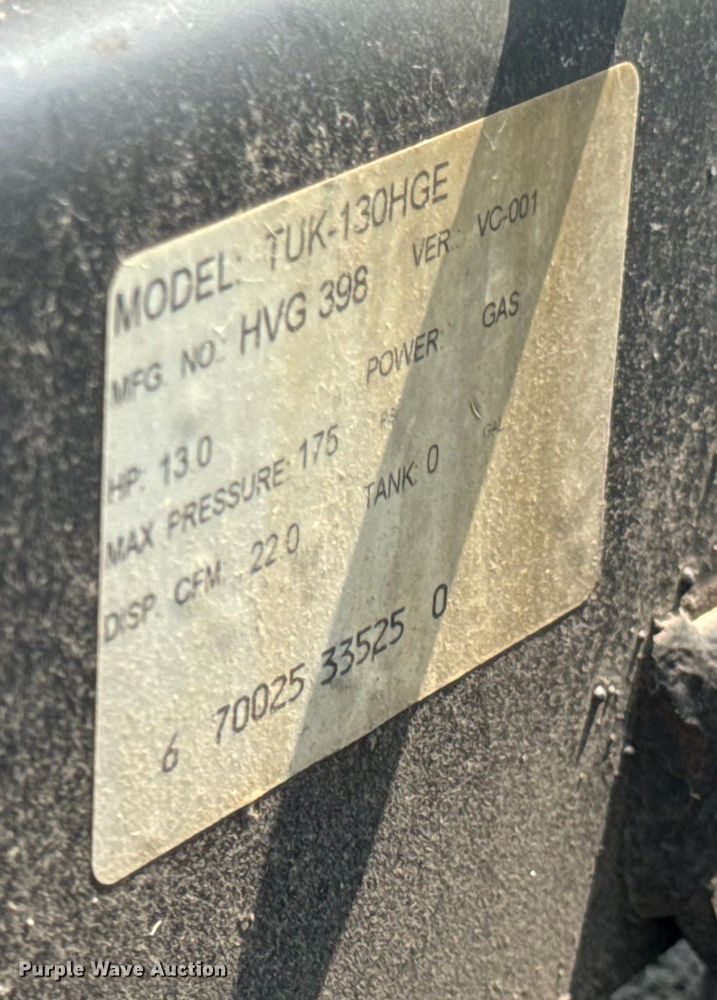 MODEL: TUK-130HGE
MFG. NO.: HVG 398 VER.: VC-001
HP: 13.0 POWER: GAS
MAX PRESSURE: 175
DISP. CFM: 22.0 TANK: 0 GAL
6 70025 33525 0
Purple Wave Auction